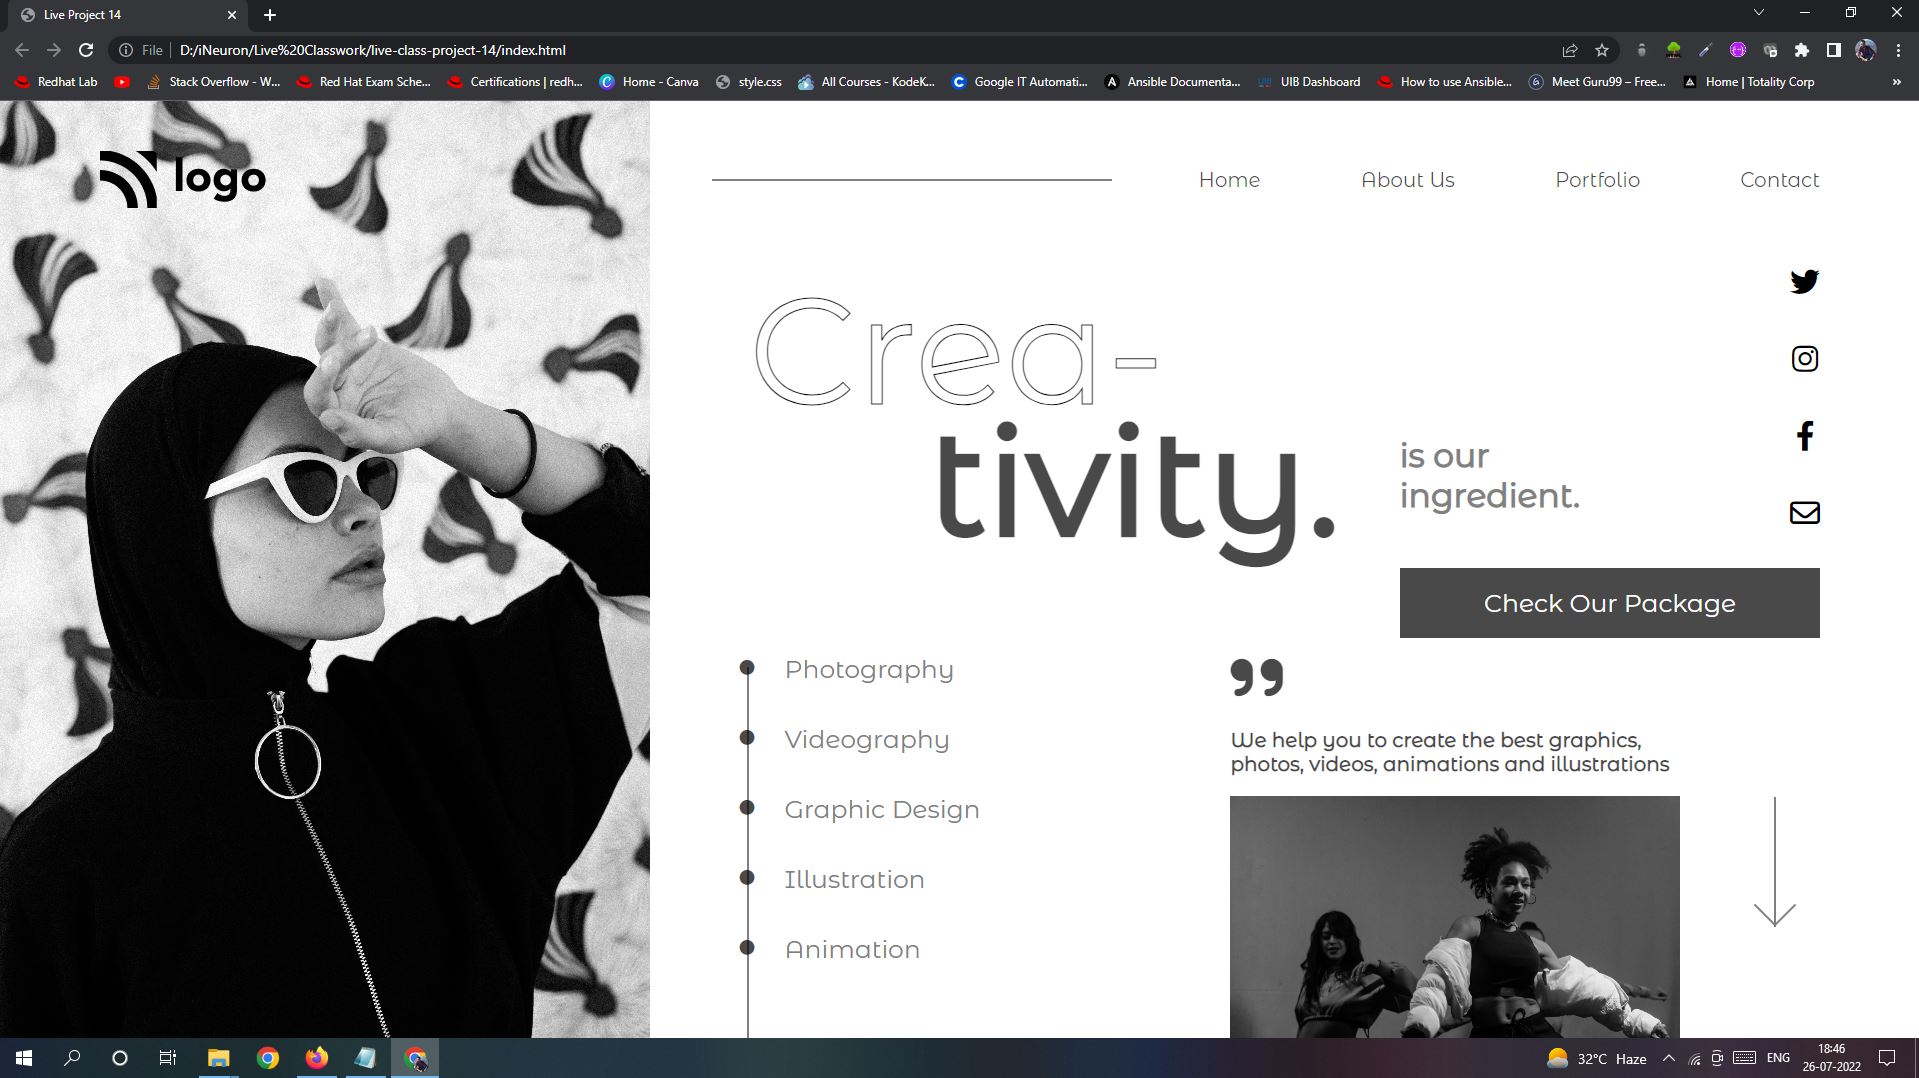 Live Project 14
File
D:/iNeuron/Live%20Classwork/live-class-project-14/index.html
Redhat Lab
Stack Overflow - W...
Red Hat Exam Sche...
Certifications | redh...
Home - Canva
style.css
All Courses - KodeK...
Google IT Automati...
Ansible Documenta...
UIB Dashboard
How to use Ansible...
Meet Guru99 – Free...
Home | Totality Corp
»
logo
Home
About Us
Portfolio
Contact
Crea-
tivity.
is our
ingredient.
Check Our Package
Photography
Videography
Graphic Design
Illustration
Animation
We help you to create the best graphics,
photos, videos, animations and illustrations
32°C Haze
ENG
18:46
26-07-2022